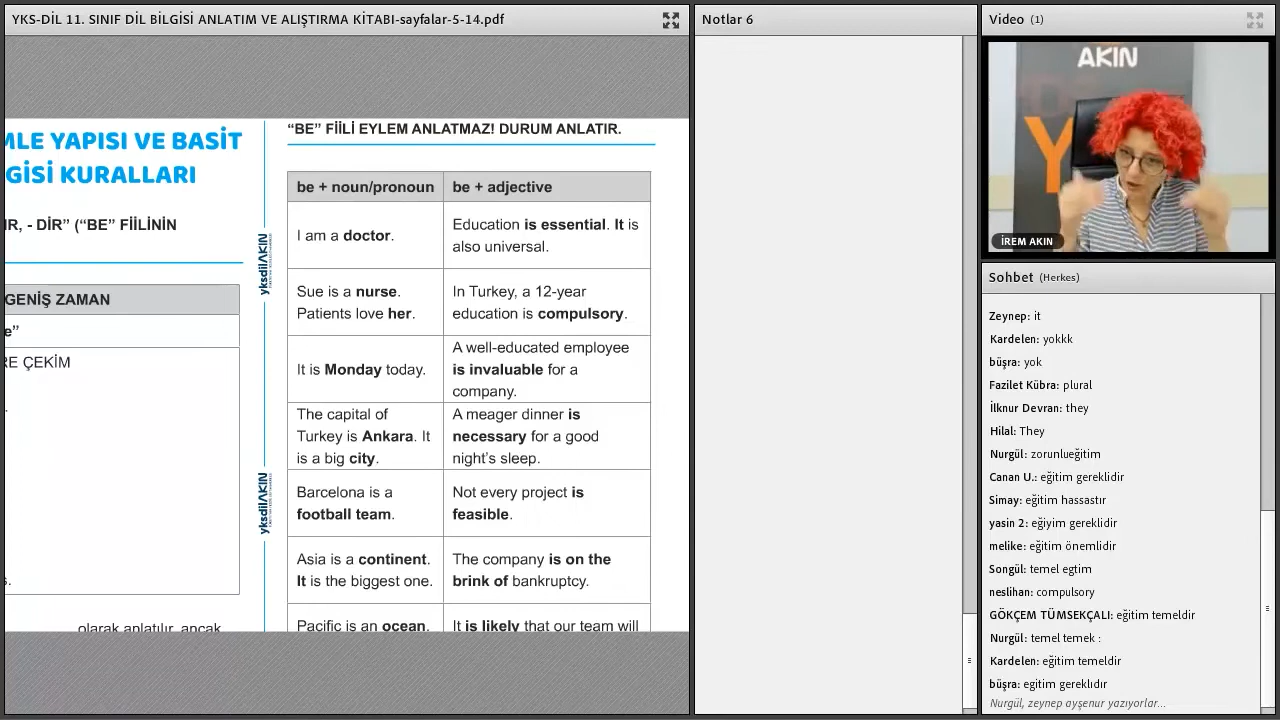 YKS-DİL 11. SINIF DİL BİLGİSİ ANLATIM VE ALIŞTIRMA KİTABI-sayfalar-5-14.pdf
MLE YAPISI VE BASİT
GİSİ KURALLARI
IR, - DİR” (“BE” FİİLİNİN
GENİŞ ZAMAN
e”
RE ÇEKİM
.
s.
olarak anlatılır, ancak
yksdilAKIN
yksdilAKIN
“BE” FİİLİ EYLEM ANLATMAZ! DURUM ANLATIR.
be + noun/pronoun
be + adjective
I am a doctor.
Education is essential. It is
also universal.
Sue is a nurse.
Patients love her.
In Turkey, a 12-year
education is compulsory.
It is Monday today.
A well-educated employee
is invaluable for a
company.
The capital of
Turkey is Ankara. It
is a big city.
A meager dinner is
necessary for a good
night’s sleep.
Barcelona is a
football team.
Not every project is
feasible.
Asia is a continent.
It is the biggest one.
The company is on the
brink of bankruptcy.
Pacific is an ocean.
It is likely that our team will
Notlar 6
Video (1)
AKIN
Y
İREM AKIN
Sohbet (Herkes)
Zeynep: it
Kardelen: yokkk
büşra: yok
Fazilet Kübra: plural
İlknur Devran: they
Hilal: They
Nurgül: zorunlueğitim
Canan U.: eğitim gereklidir
Simay: eğitim hassastır
yasin 2: eğiyim gereklidir
melike: eğitim önemlidir
Songül: temel egtim
neslihan: compulsory
GÖKÇEM TÜMSEKÇALI: eğitim temeldir
Nurgül: temel temek :
Kardelen: eğitim temeldir
büşra: egitim gereklıdır
Nurgül, zeynep ayşenur yazıyorlar...